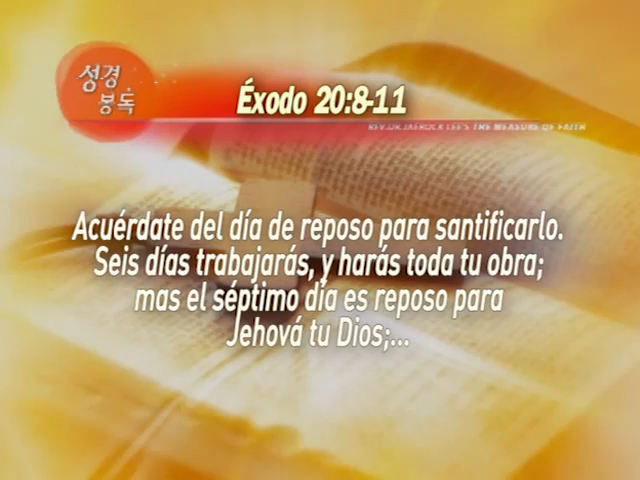 성경
봉독
Éxodo 20:8-11
REV.DR.JAEROCK LEE'S THE MEASURE OF FAITH
Acuérdate del día de reposo para santificarlo.
Seis días trabajarás, y harás toda tu obra;
mas el séptimo día es reposo para
Jehová tu Dios;...